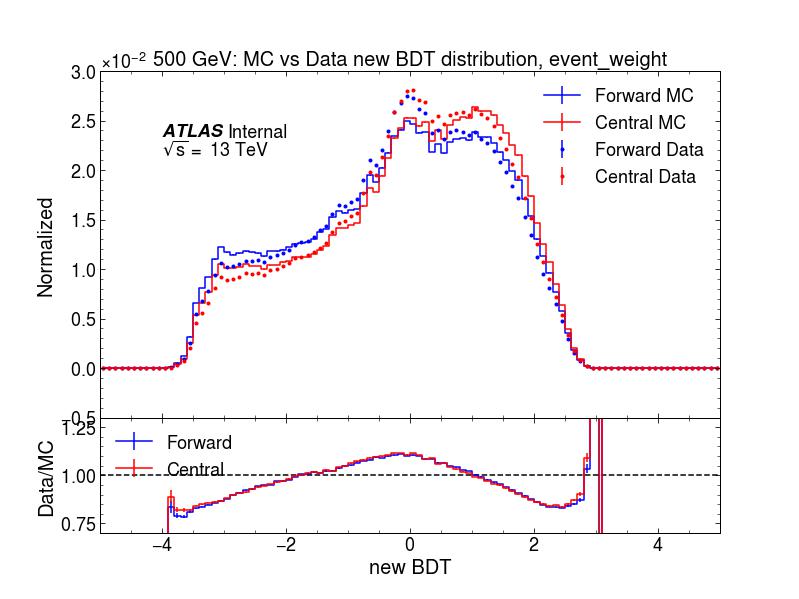 ×10⁻² 500 GeV: MC vs Data new BDT distribution, event_weight
3.0
2.5
2.0
1.5
1.0
0.5
0.0
−0.5
Normalized
ATLAS Internal
√s = 13 TeV
Forward MC
Central MC
Forward Data
Central Data
1.25
1.00
0.75
Data/MC
Forward
Central
−4 −2 0 2 4
new BDT